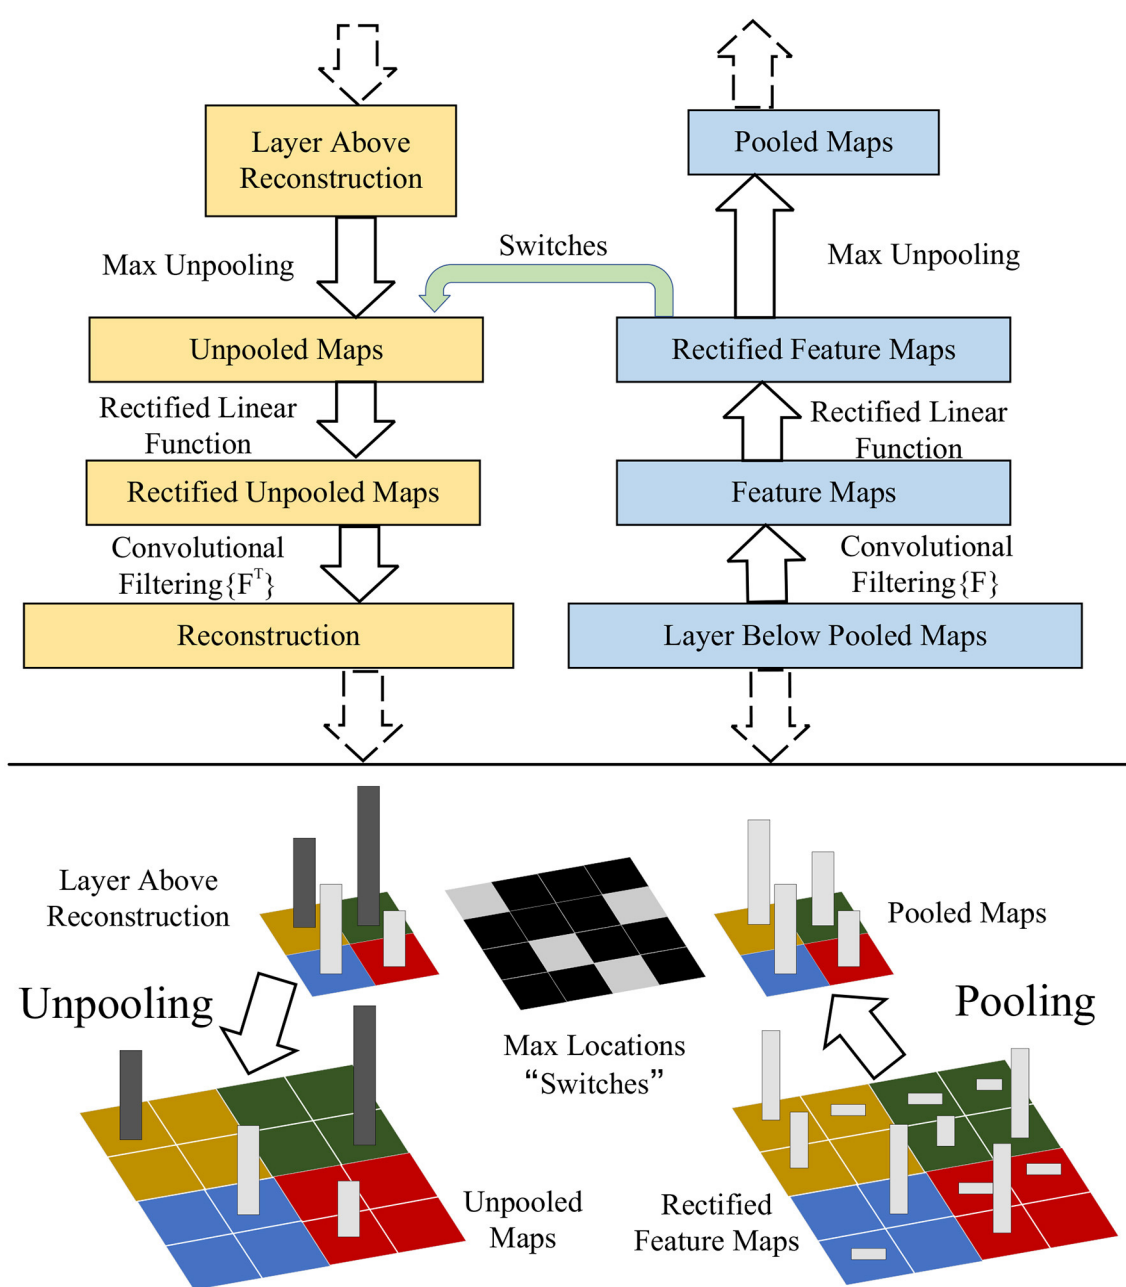 Layer Above
Reconstruction
Pooled Maps
Max Unpooling
Switches
Max Unpooling
Unpooled Maps
Rectified Feature Maps
Rectified Linear
Function
Rectified Linear
Function
Rectified Unpooled Maps
Feature Maps
Convolutional
Filtering{F^T}
Convolutional
Filtering{F}
Reconstruction
Layer Below Pooled Maps
Layer Above
Reconstruction
Pooled Maps
Unpooling
Pooling
Max Locations
“Switches”
Unpooled
Maps
Rectified
Feature Maps